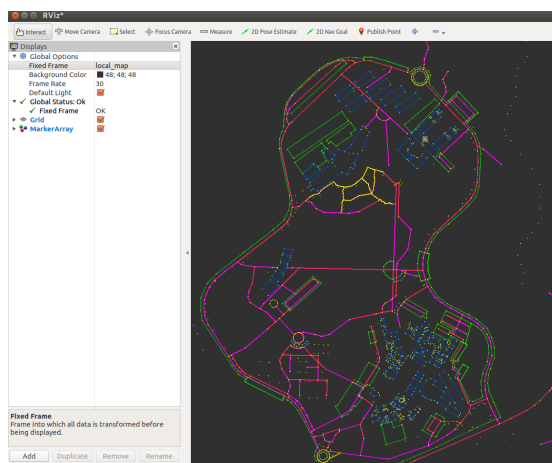 RViz*
Interact Move Camera Select Focus Camera Measure 2D Pose Estimate 2D Nav Goal Publish Point
Displays
Global Options
Fixed Frame local_map
Background Color 48; 48; 48
Frame Rate 30
Default Light
Global Status: Ok
Fixed Frame OK
Grid
MarkerArray
Fixed Frame
Frame into which all data is transformed before
being displayed.
Add Duplicate Remove Rename